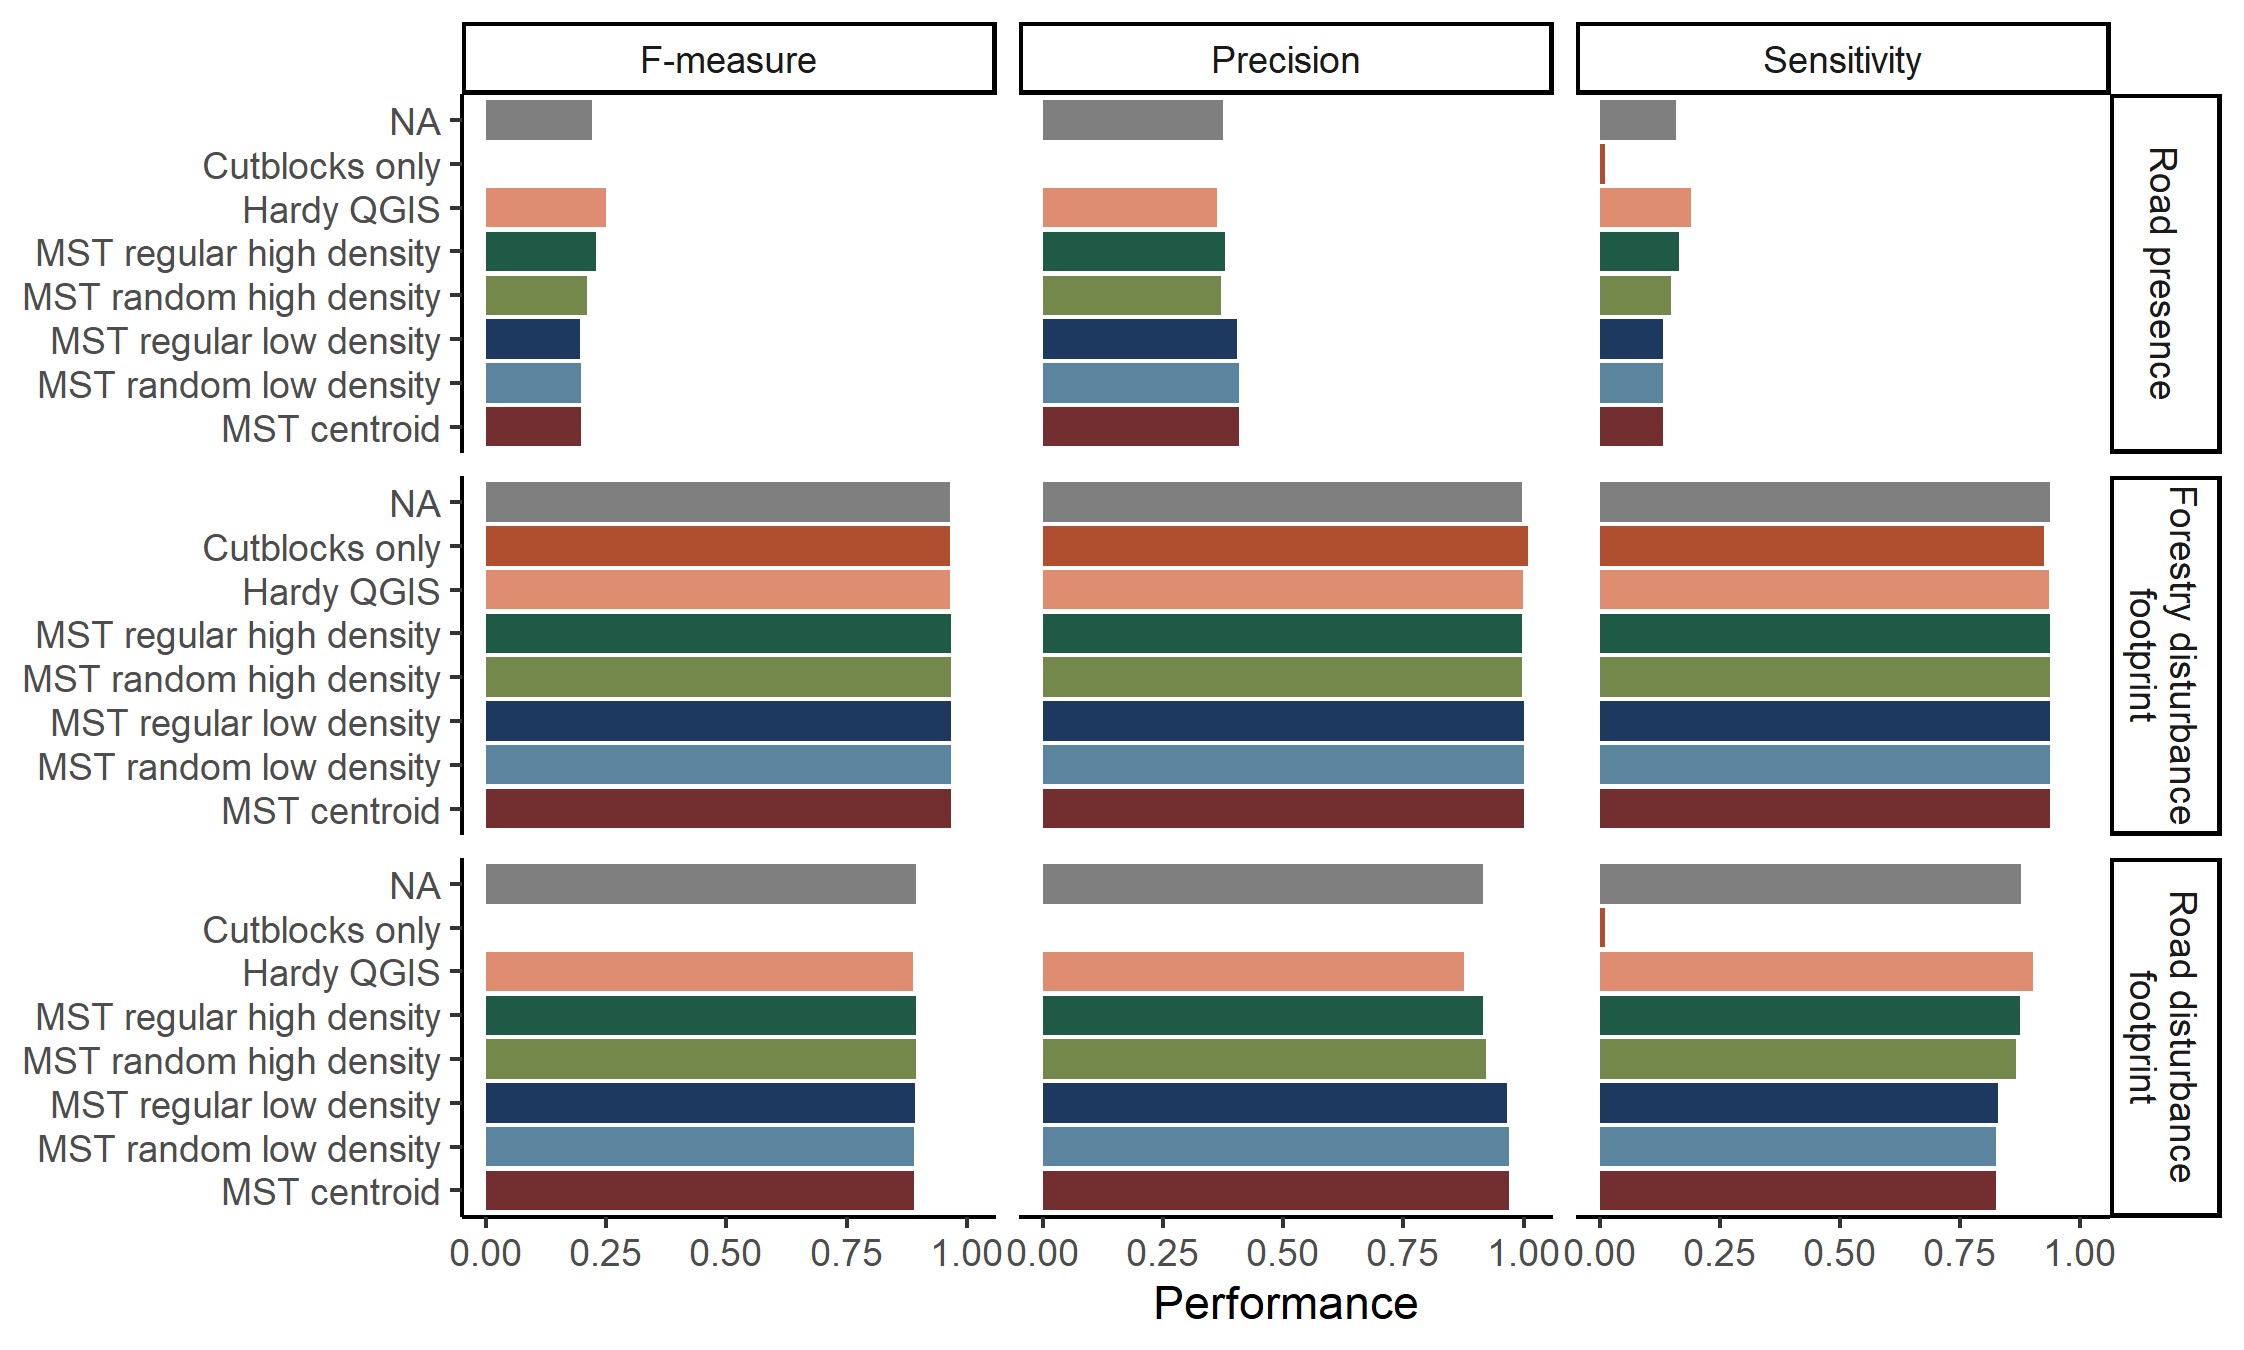 F-measure
Precision
Sensitivity
NA
Cutblocks only
Hardy QGIS
MST regular high density
MST random high density
MST regular low density
MST random low density
MST centroid
Road presence
NA
Cutblocks only
Hardy QGIS
MST regular high density
MST random high density
MST regular low density
MST random low density
MST centroid
Forestry disturbance
footprint
NA
Cutblocks only
Hardy QGIS
MST regular high density
MST random high density
MST regular low density
MST random low density
MST centroid
Road disturbance
footprint
0.00 0.25 0.50 0.75 1.00
0.00 0.25 0.50 0.75 1.00
0.00 0.25 0.50 0.75 1.00
Performance